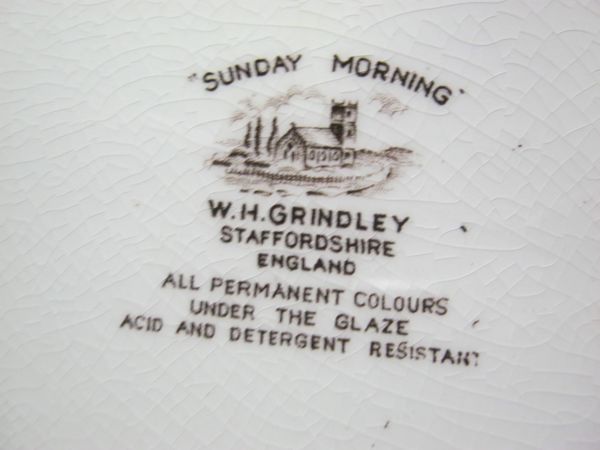 "SUNDAY MORNING"
W.H.GRINDLEY
STAFFORDSHIRE
ENGLAND
ALL PERMANENT COLOURS
UNDER THE GLAZE
ACID AND DETERGENT RESISTANT